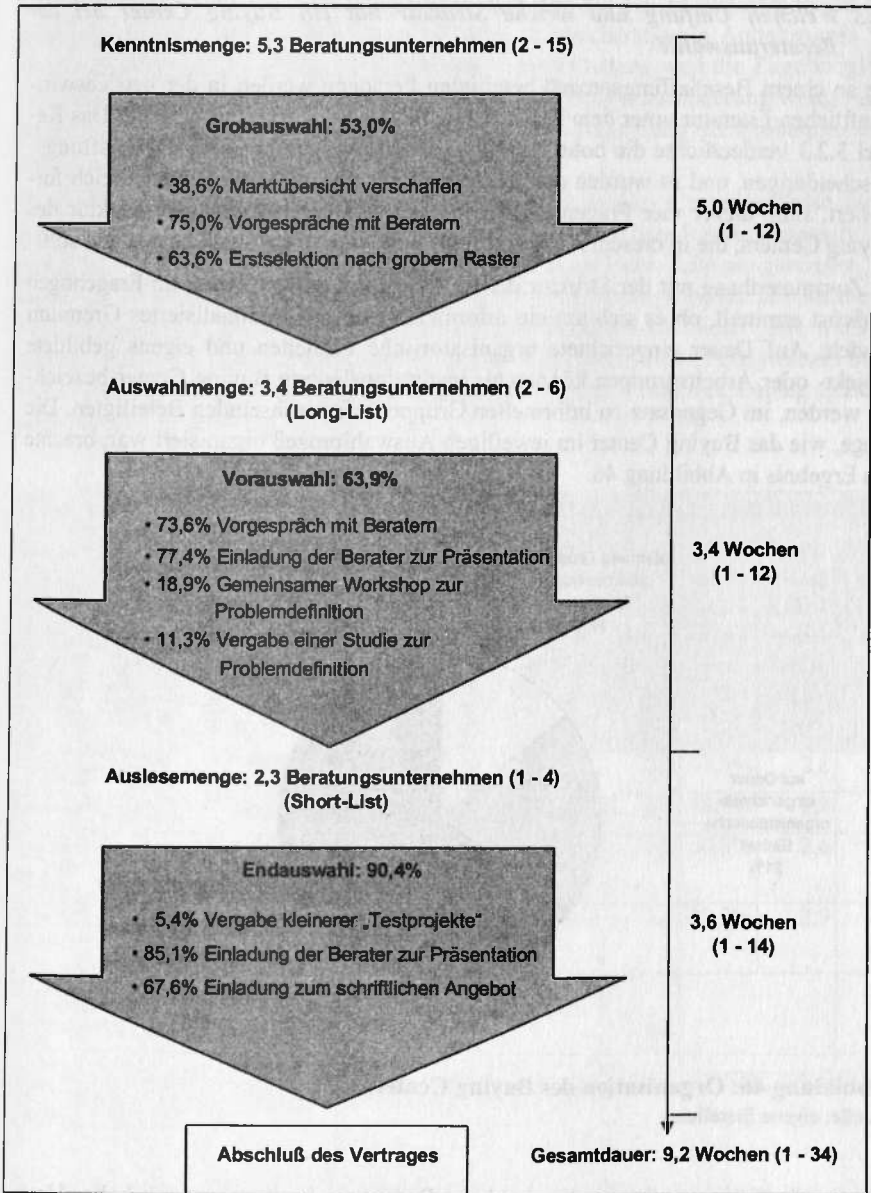 Kenntnismenge: 5,3 Beratungsunternehmen (2 - 15)
Grobauswahl: 53,0%
• 38,6% Marktübersicht verschaffen
• 75,0% Vorgespräche mit Beratern
• 63,6% Erstselektion nach grobem Raster
5,0 Wochen
(1 - 12)
Auswahlmenge: 3,4 Beratungsunternehmen (2 - 6)
(Long-List)
Vorauswahl: 63,9%
• 73,6% Vorgespräch mit Beratern
• 77,4% Einladung der Berater zur Präsentation
• 18,9% Gemeinsamer Workshop zur
Problemdefinition
• 11,3% Vergabe einer Studie zur
Problemdefinition
3,4 Wochen
(1 - 12)
Auslesemenge: 2,3 Beratungsunternehmen (1 - 4)
(Short-List)
Endauswahl: 90,4%
• 5,4% Vergabe kleinerer „Testprojekte“
• 85,1% Einladung der Berater zur Präsentation
• 67,6% Einladung zum schriftlichen Angebot
3,6 Wochen
(1 - 14)
Abschluß des Vertrages
Gesamtdauer: 9,2 Wochen (1 - 34)